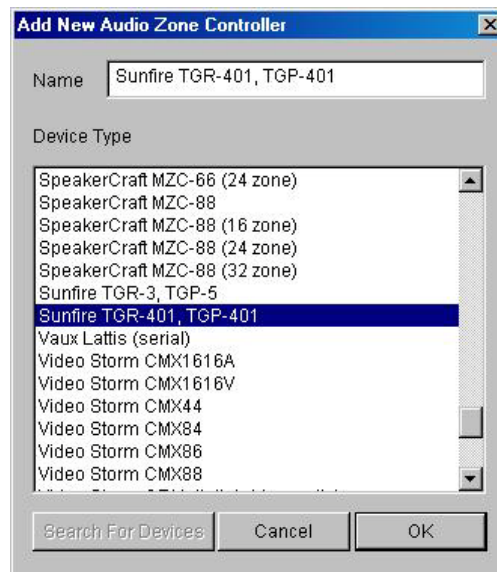 Add New Audio Zone Controller
Name
Sunfire TGR-401, TGP-401
Device Type
SpeakerCraft MZC-66 (24 zone)
SpeakerCraft MZC-88
SpeakerCraft MZC-88 (16 zone)
SpeakerCraft MZC-88 (24 zone)
SpeakerCraft MZC-88 (32 zone)
Sunfire TGR-3, TGP-5
Sunfire TGR-401, TGP-401
Vaux Lattis (serial)
Video Storm CMX1616A
Video Storm CMX1616V
Video Storm CMX44
Video Storm CMX84
Video Storm CMX86
Video Storm CMX88
Search For Devices
Cancel
OK